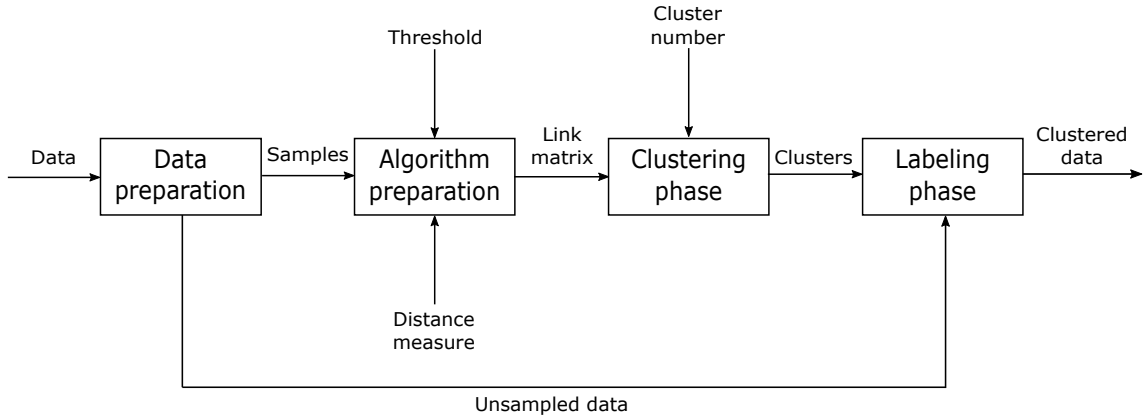 Cluster
number
Threshold
Data
Data
preparation
Samples
Algorithm
preparation
Link
matrix
Clustering
phase
Clusters
Labeling
phase
Clustered
data
Distance
measure
Unsampled data